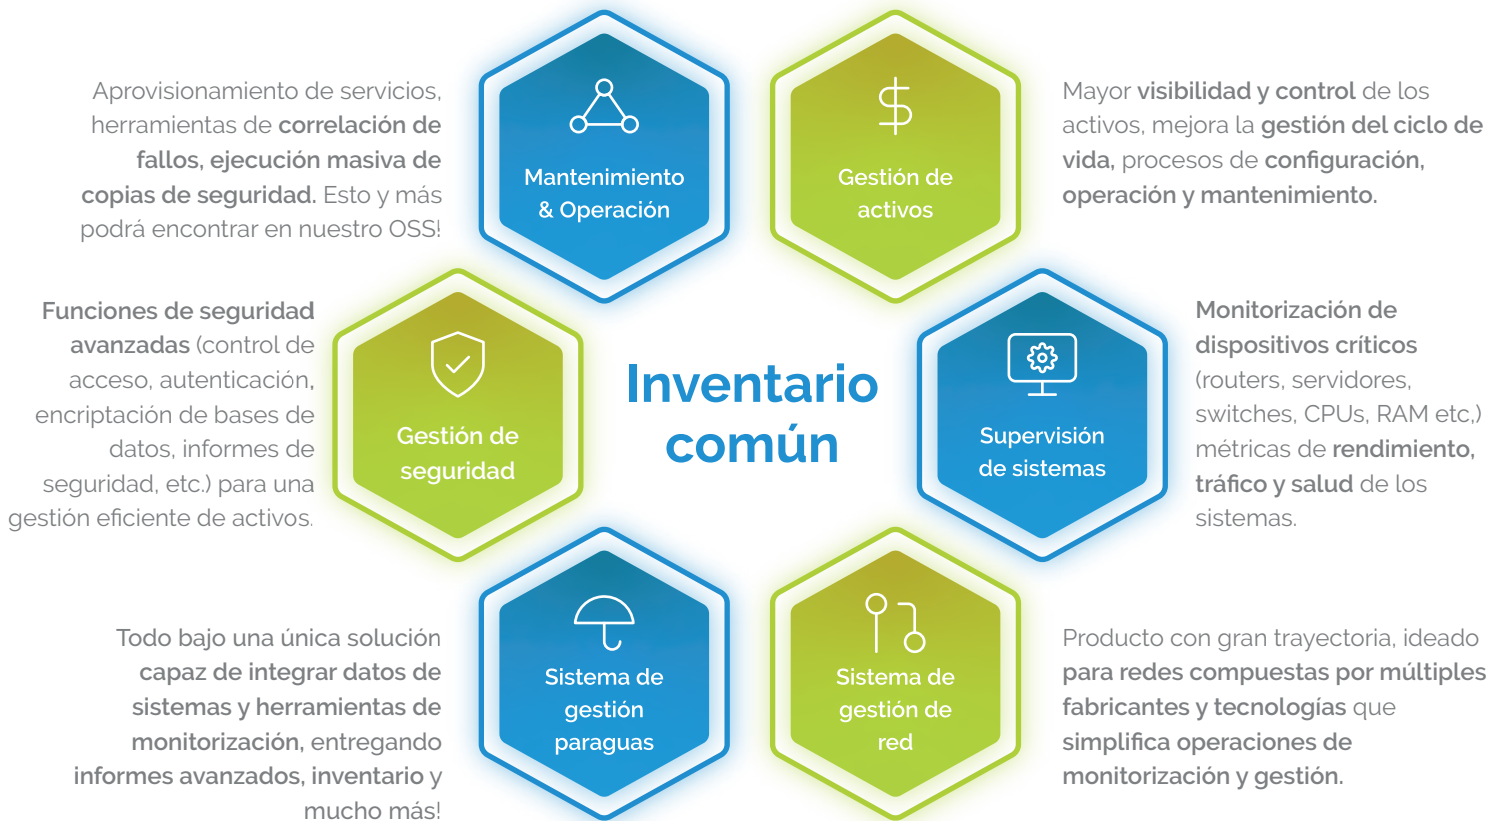 Aprovisionamiento de servicios,
herramientas de correlación de
fallos, ejecución masiva de
copias de seguridad. Esto y más
podrá encontrar en nuestro OSS!
Mantenimiento
& Operación
Gestión de
activos
Mayor visibilidad y control de los
activos, mejora la gestión del ciclo de
vida, procesos de configuración,
operación y mantenimiento.
Funciones de seguridad
avanzadas (control de
acceso, autenticación,
encriptación de bases de
datos, informes de
seguridad, etc.) para una
gestión eficiente de activos.
Gestión de
seguridad
Inventario
común
Supervisión
de sistemas
Monitorización de
dispositivos críticos
(routers, servidores,
switches, CPUs, RAM etc,)
métricas de rendimiento,
tráfico y salud de los
sistemas.
Todo bajo una única solución
capaz de integrar datos de
sistemas y herramientas de
monitorización, entregando
informes avanzados, inventario y
mucho más!
Sistema de
gestión
paraguas
Sistema de
gestión de
red
Producto con gran trayectoria, ideado
para redes compuestas por múltiples
fabricantes y tecnologías que
simplifica operaciones de
monitorización y gestión.